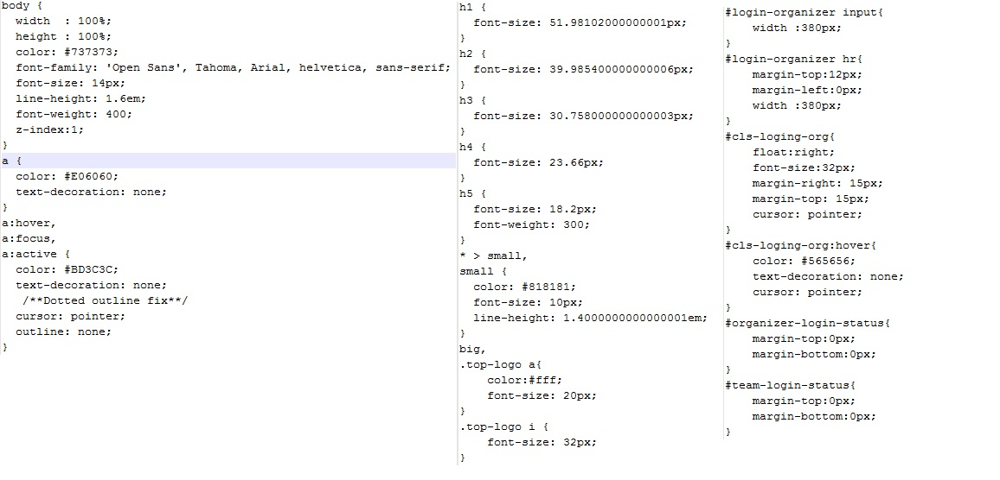 body {
  width  : 100%;
  height : 100%;
  color: #737373;
  font-family: 'Open Sans', Tahoma, Arial, helvetica, sans-serif;
  font-size: 14px;
  line-height: 1.6em;
  font-weight: 400;
  z-index:1;
}
a {
  color: #E06060;
  text-decoration: none;
}
a:hover,
a:focus,
a:active {
  color: #BD3C3C;
  text-decoration: none;
   /**Dotted outline fix**/
  cursor: pointer;
  outline: none;
}
h1 {
  font-size: 51.98102000000001px;
}
h2 {
  font-size: 39.985400000000006px;
}
h3 {
  font-size: 30.758000000000003px;
}
h4 {
  font-size: 23.66px;
}
h5 {
  font-size: 18.2px;
  font-weight: 300;
}
* > small,
small {
  color: #818181;
  font-size: 10px;
  line-height: 1.4000000000000001em;
}
big,
.top-logo a{
    color:#fff;
    font-size: 20px;
}
.top-logo i {
    font-size: 32px;
}
#login-organizer input{
    width :380px;
}
#login-organizer hr{
    margin-top:12px;
    margin-left:0px;
    width :380px;
}
#cls-loging-org{
    float:right;
    font-size:32px;
    margin-right: 15px;
    margin-top: 15px;
    cursor: pointer;
}
#cls-loging-org:hover{
    color: #565656;
    text-decoration: none;
    cursor: pointer;
}
#organizer-login-status{
    margin-top:0px;
    margin-bottom:0px;
}
#team-login-status{
    margin-top:0px;
    margin-bottom:0px;
}